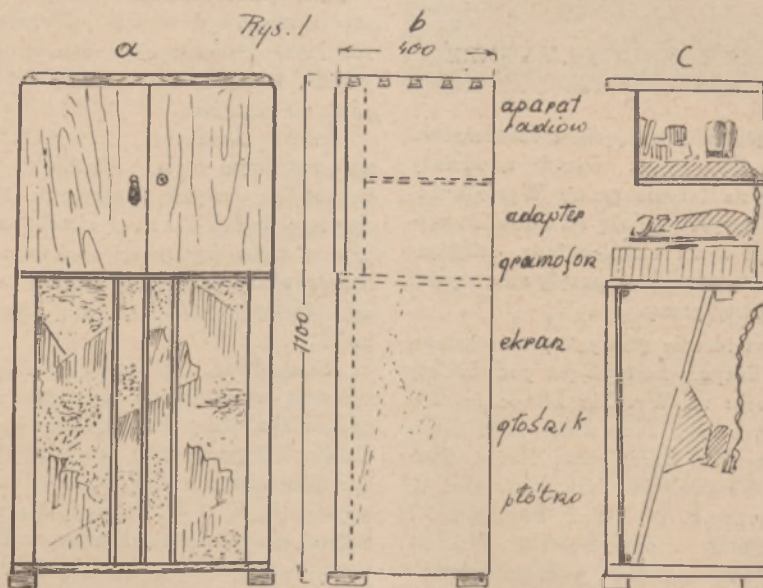 Rys. 1
a
b
400
C
aparat
radiow
adapter
gramofon
1100
ekran
głośnik
płótno